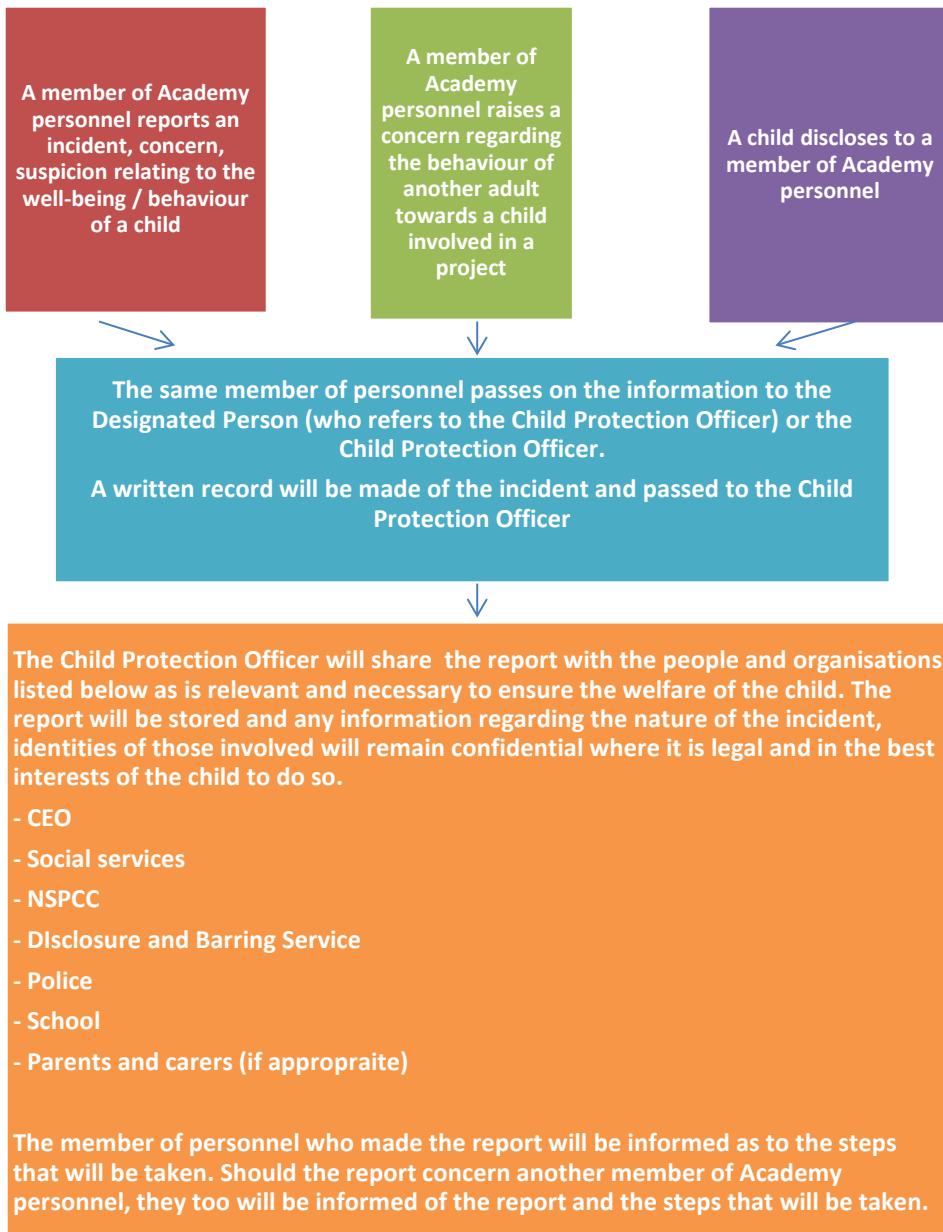 A member of Academy
personnel reports an
incident, concern,
suspicion relating to the
well-being / behaviour
of a child
A member of
Academy
personnel raises a
concern regarding
the behaviour of
another adult
towards a child
involved in a
project
A child discloses to a
member of Academy
personnel
The same member of personnel passes on the information to the
Designated Person (who refers to the Child Protection Officer) or the
Child Protection Officer.
A written record will be made of the incident and passed to the Child
Protection Officer
The Child Protection Officer will share  the report with the people and organisations
listed below as is relevant and necessary to ensure the welfare of the child. The
report will be stored and any information regarding the nature of the incident,
identities of those involved will remain confidential where it is legal and in the best
interests of the child to do so.
- CEO
- Social services
- NSPCC
- DIsclosure and Barring Service
- Police
- School
- Parents and carers (if appropraite)
The member of personnel who made the report will be informed as to the steps
that will be taken. Should the report concern another member of Academy
personnel, they too will be informed of the report and the steps that will be taken.